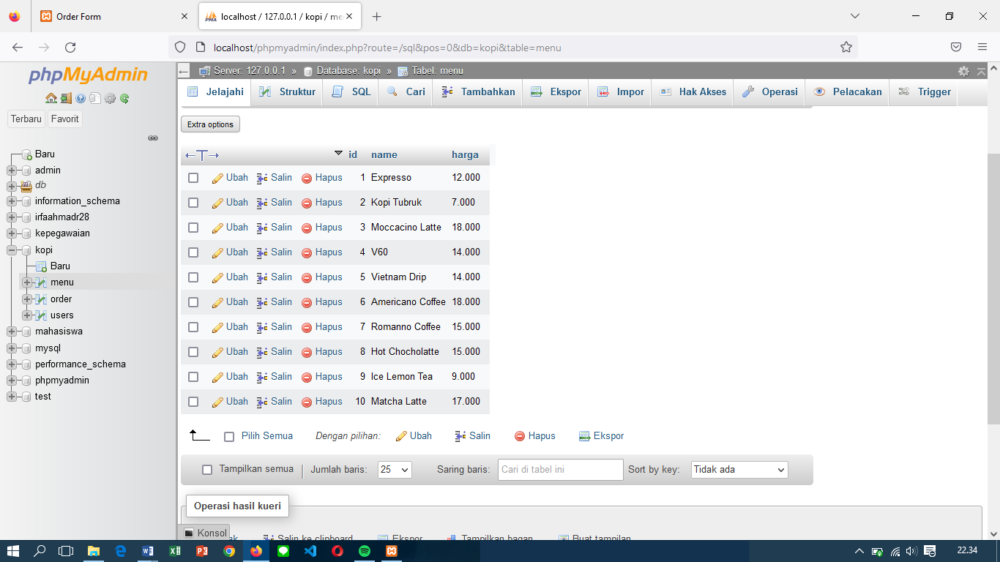 Order Form
localhost / 127.0.0.1 / kopi / me
localhost/phpmyadmin/index.php?route=/sql&pos=0&db=kopi&table=menu
phpMyAdmin
Terbaru Favorit
Baru
admin
db
information_schema
irfaahmadr28
kepegawaian
kopi
Baru
menu
order
users
mahasiswa
mysql
performance_schema
phpmyadmin
test
Server: 127.0.0.1 » Database: kopi » Tabel: menu
Jelajahi Struktur SQL Cari Tambahkan Ekspor Impor Hak Akses Operasi Pelacakan Trigger
Extra options
id name harga
Ubah Salin Hapus 1 Expresso 12.000
Ubah Salin Hapus 2 Kopi Tubruk 7.000
Ubah Salin Hapus 3 Moccacino Latte 18.000
Ubah Salin Hapus 4 V60 14.000
Ubah Salin Hapus 5 Vietnam Drip 14.000
Ubah Salin Hapus 6 Americano Coffee 18.000
Ubah Salin Hapus 7 Romanno Coffee 15.000
Ubah Salin Hapus 8 Hot Chocholatte 15.000
Ubah Salin Hapus 9 Ice Lemon Tea 9.000
Ubah Salin Hapus 10 Matcha Latte 17.000
Pilih Semua Dengan pilihan: Ubah Salin Hapus Ekspor
Tampilkan semua Jumlah baris: 25 Saring baris: Cari di tabel ini Sort by key: Tidak ada
Operasi hasil kueri
Konsol
Salin ke clipboard Ekspor Tampilkan bagan Buat tampilan
22.34